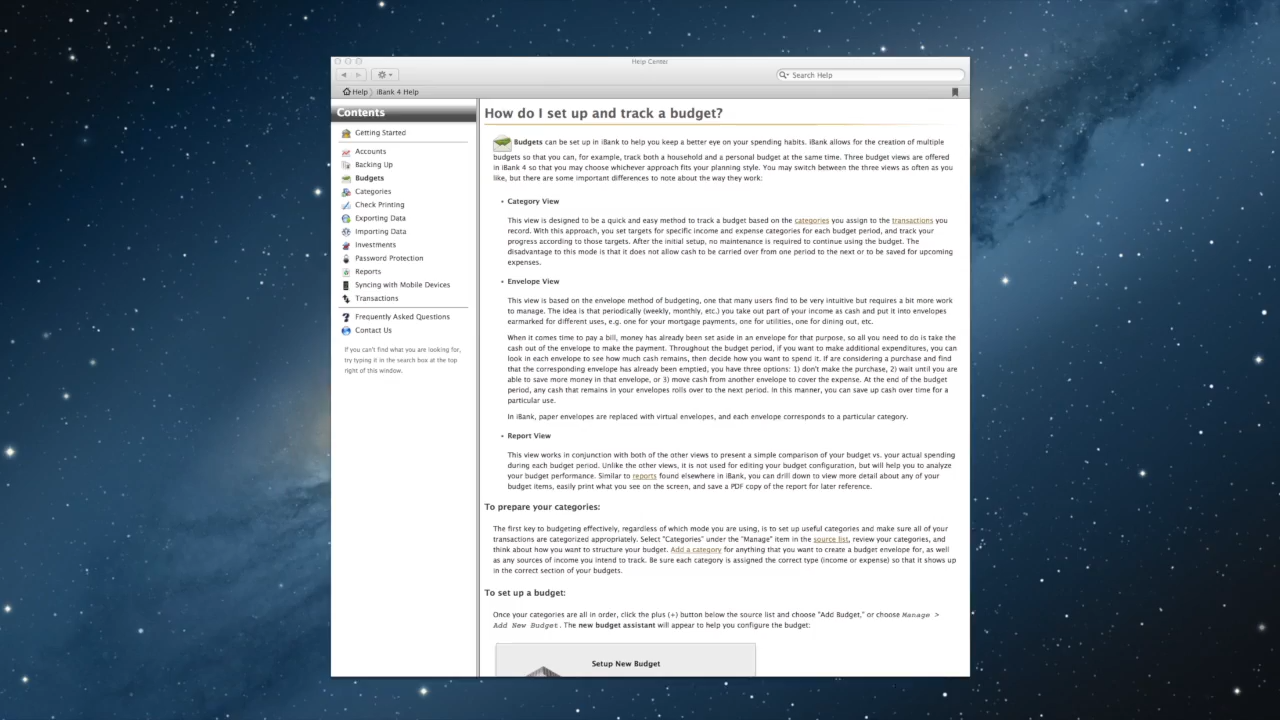 Help Center
Search Help
Help
iBank 4 Help
Contents
Getting Started
Accounts
Backing Up
Budgets
Categories
Check Printing
Exporting Data
Importing Data
Investments
Password Protection
Reports
Syncing with Mobile Devices
Transactions
Frequently Asked Questions
Contact Us
If you can't find what you are looking for,
try typing it in the search box at the top
right of this window.
How do I set up and track a budget?
Budgets can be set up in iBank to help you keep a better eye on your spending habits. iBank allows for the creation of multiple
budgets so that you can, for example, track both a household and a personal budget at the same time. Three budget views are offered
in iBank 4 so that you may choose whichever approach fits your planning style. You may switch between the three views as often as you
like, but there are some important differences to note about the way they work:
• Category View
This view is designed to be a quick and easy method to track a budget based on the categories you assign to the transactions you
record. With this approach, you set targets for specific income and expense categories for each budget period, and track your
progress according to those targets. After the initial setup, no maintenance is required to continue using the budget. The
disadvantage to this mode is that it does not allow cash to be carried over from one period to the next or to be saved for upcoming
expenses.
• Envelope View
This view is based on the envelope method of budgeting, one that many users find to be very intuitive but requires a bit more work
to manage. The idea is that periodically (weekly, monthly, etc.) you take out part of your income as cash and put it into envelopes
earmarked for different uses, e.g. one for your mortgage payments, one for utilities, one for dining out, etc.
When it comes time to pay a bill, money has already been set aside in an envelope for that purpose, so all you need to do is take the
cash out of the envelope to make the payment. Throughout the budget period, if you want to make additional expenditures, you can
look in each envelope to see how much cash remains, then decide how you want to spend it. If are considering a purchase and find
that the corresponding envelope has already been emptied, you have three options: 1) don't make the purchase, 2) wait until you are
able to save more money in that envelope, or 3) move cash from another envelope to cover the expense. At the end of the budget
period, any cash that remains in your envelopes rolls over to the next period. In this manner, you can save up cash over time for a
particular use.
In iBank, paper envelopes are replaced with virtual envelopes, and each envelope corresponds to a particular category.
• Report View
This view works in conjunction with both of the other views to present a simple comparison of your budget vs. your actual spending
during each budget period. Unlike the other views, it is not used for editing your budget configuration, but will help you to analyze
your budget performance. Similar to reports found elsewhere in iBank, you can drill down to view more detail about any of your
budget items, easily print what you see on the screen, and save a PDF copy of the report for later reference.
To prepare your categories:
The first key to budgeting effectively, regardless of which mode you are using, is to set up useful categories and make sure all of your
transactions are categorized appropriately. Select "Categories" under the "Manage" item in the source list, review your categories, and
think about how you want to structure your budget. Add a category for anything that you want to create a budget envelope for, as well
as any sources of income you intend to track. Be sure each category is assigned the correct type (income or expense) so that it shows up
in the correct section of your budgets.
To set up a budget:
Once your categories are all in order, click the plus (+) button below the source list and choose "Add Budget," or choose Manage >
Add New Budget. The new budget assistant will appear to help you configure the budget:
Setup New Budget